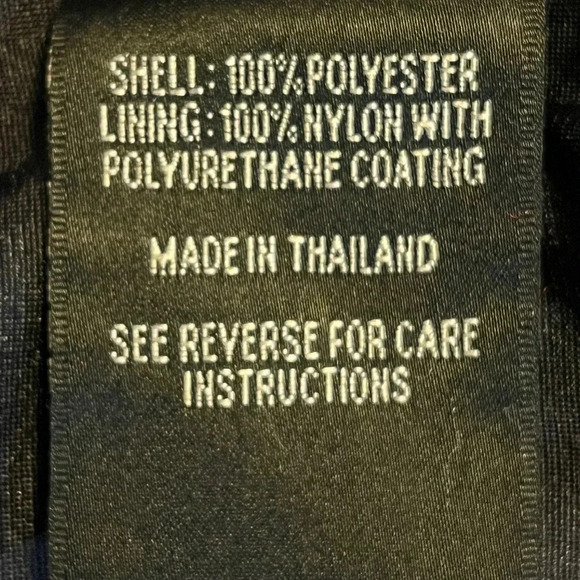 SHELL: 100% POLYESTER
LINING: 100% NYLON WITH
POLYURETHANE COATING
MADE IN THAILAND
SEE REVERSE FOR CARE
INSTRUCTIONS